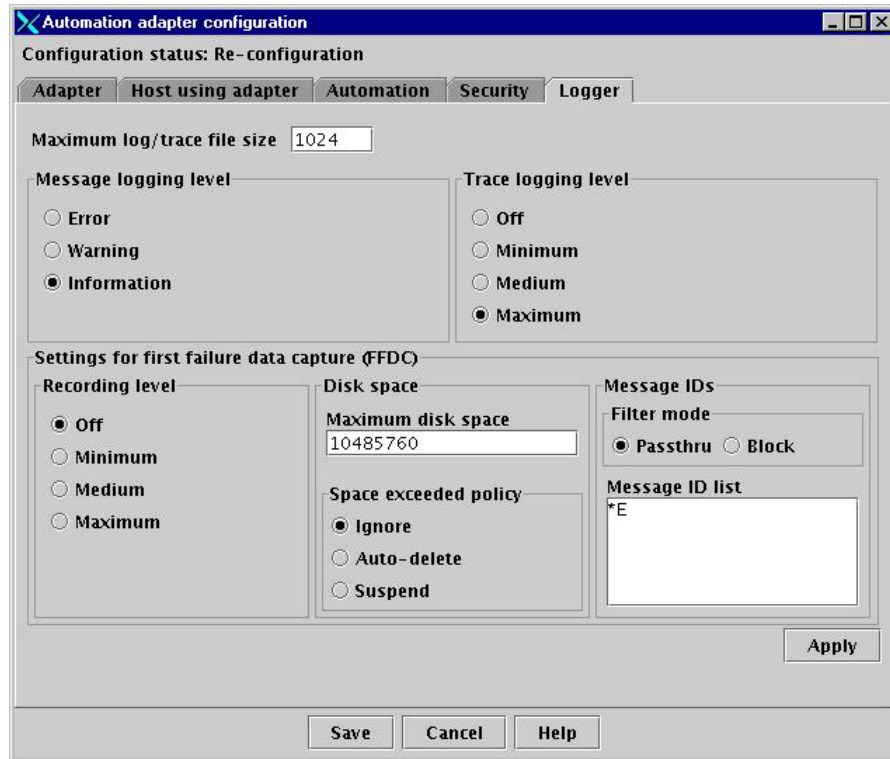 Automation adapter configuration
Configuration status: Re-configuration
Adapter Host using adapter Automation Security Logger
Maximum log/trace file size 1024
Message logging level
Error
Warning
Information
Trace logging level
Off
Minimum
Medium
Maximum
Settings for first failure data capture (FFDC)
Recording level
Off
Minimum
Medium
Maximum
Disk space
Maximum disk space
10485760
Space exceeded policy
Ignore
Auto-delete
Suspend
Message IDs
Filter mode
Passthru Block
Message ID list
*E
Apply
Save Cancel Help